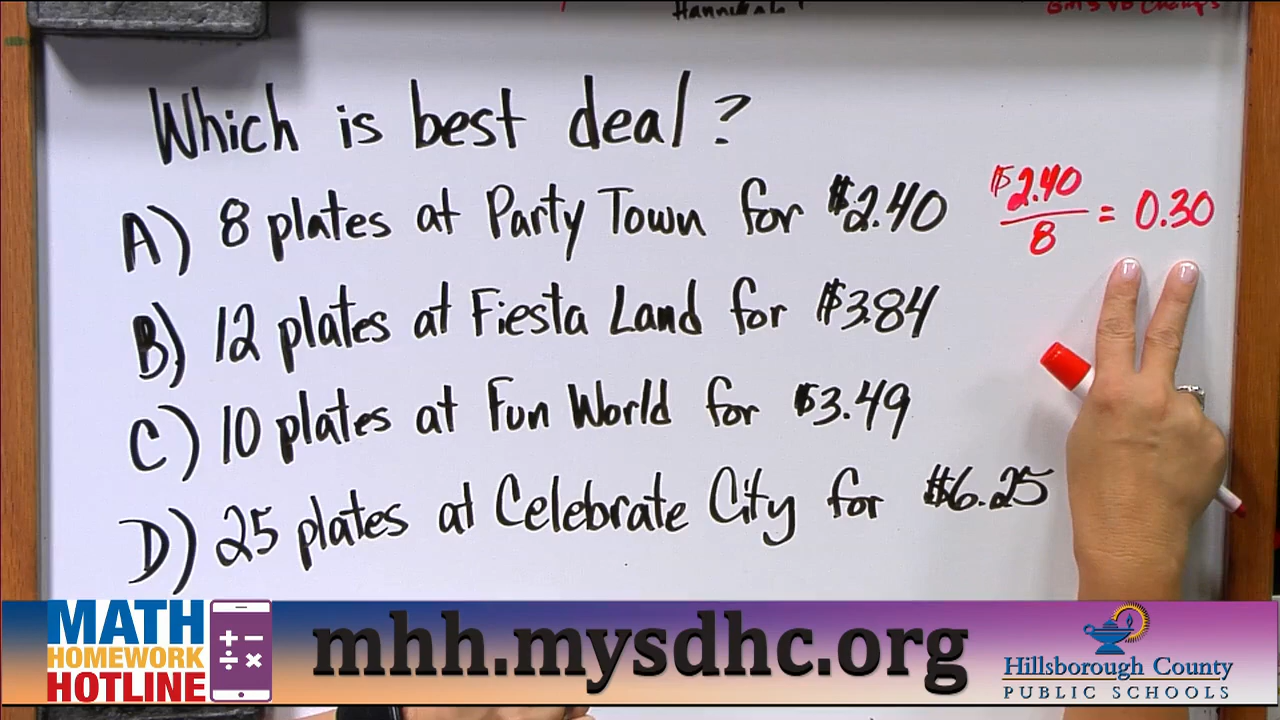 Which is best deal?
A) 8 plates at Party Town for $2.40
$2.40
8
= 0.30
B) 12 plates at Fiesta Land for $3.84
C) 10 plates at Fun World for $3.49
D) 25 plates at Celebrate City for $6.25
MATH
HOMEWORK
HOTLINE
+ −
÷ ×
mhh.mysdhc.org
Hillsborough County
PUBLIC SCHOOLS